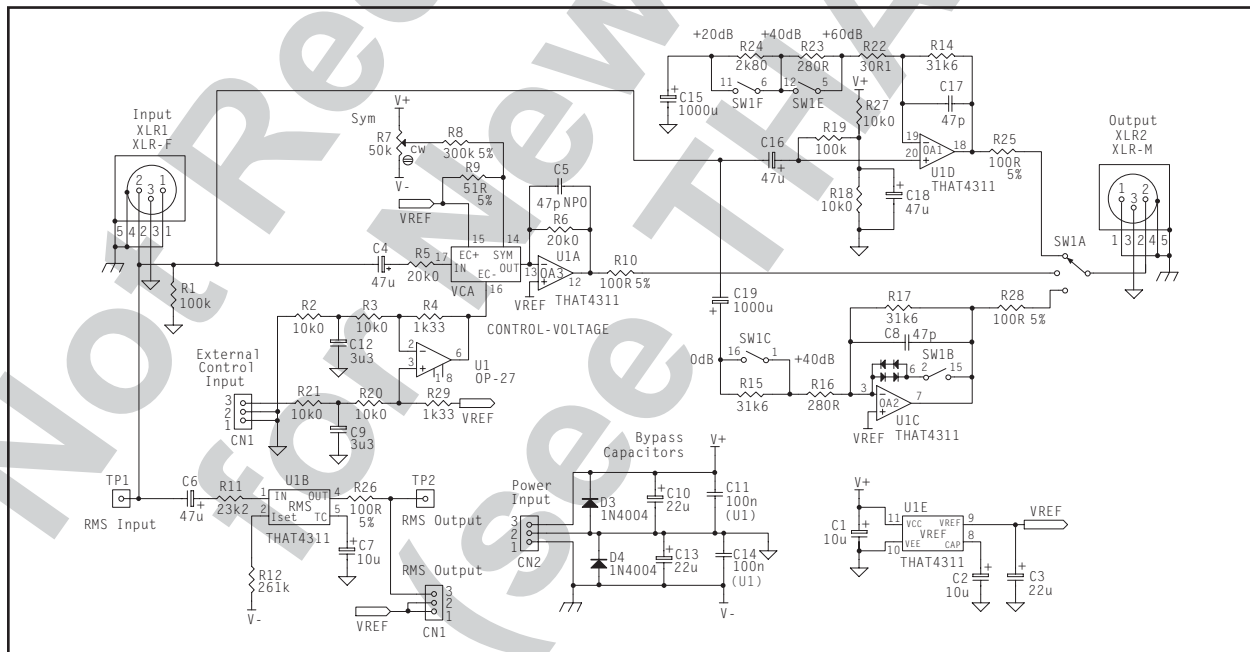 +20dB
+40dB
+60dB
R24
2k80
R23
280R
R22
30R1
R14
31k6
11
6
12
5
SW1F
SW1E
C15
1000u
V+
R27
10k0
C17
47p
Input
XLR1
XLR-F
2
3
1
5 4 2 3 1
V+
Sym
R7
50k
CW
V-
R8
300k 5%
R9
51R
5%
VREF
C5
47p NPO
R6
20k0
R19
100k
C16
47u
19
20
OA1
18
U1D
THAT4311
R25
100R
5%
R18
10k0
C18
47u
Output
XLR2
XLR-M
1
3
2
1 3 2 4 5
SW1A
R1
100k
C4
47u
R5
20k0
17
15
14
EC+ SYM
IN
OUT
EC-
16
VCA
U1A
13
OA3
12
VREF
THAT4311
R10
100R 5%
CONTROL-VOLTAGE
C19
1000u
R2
10k0
R3
10k0
R4
1k33
C12
3u3
2
3
6
1 8
U1
OP-27
External
Control
Input
3
2
1
CN1
R21
10k0
R20
10k0
R29
1k33
VREF
C9
3u3
0dB
SW1C
16
1
+40dB
R15
31k6
R16
280R
R17
31k6
C8
47p
SW1B
6
2
15
3
OA2
7
U1C
THAT4311
VREF
R28
100R 5%
TP1
RMS Input
C6
47u
R11
23k2
U1B
1
IN OUT
4
RMS
2
Iset TC
5
THAT4311
R26
100R
5%
TP2
RMS Output
C7
10u
R12
261k
V-
RMS Output
3
2
1
CN1
VREF
Bypass
Capacitors
V+
Power
Input
3
2
1
CN2
D3
1N4004
C10
22u
C11
100n
(U1)
D4
1N4004
C13
22u
C14
100n
(U1)
V-
C1
10u
U1E
11
VCC VREF
9
VREF
10
VEE CAP
8
THAT4311
C2
10u
C3
22u
VREF
Not Re
for New
(see THA